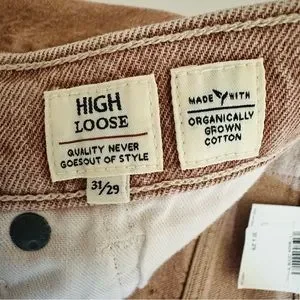 HIGH
LOOSE
QUALITY NEVER
GOESOUT OF STYLE
31/29
MADE WITH
ORGANICALLY
GROWN
COTTON